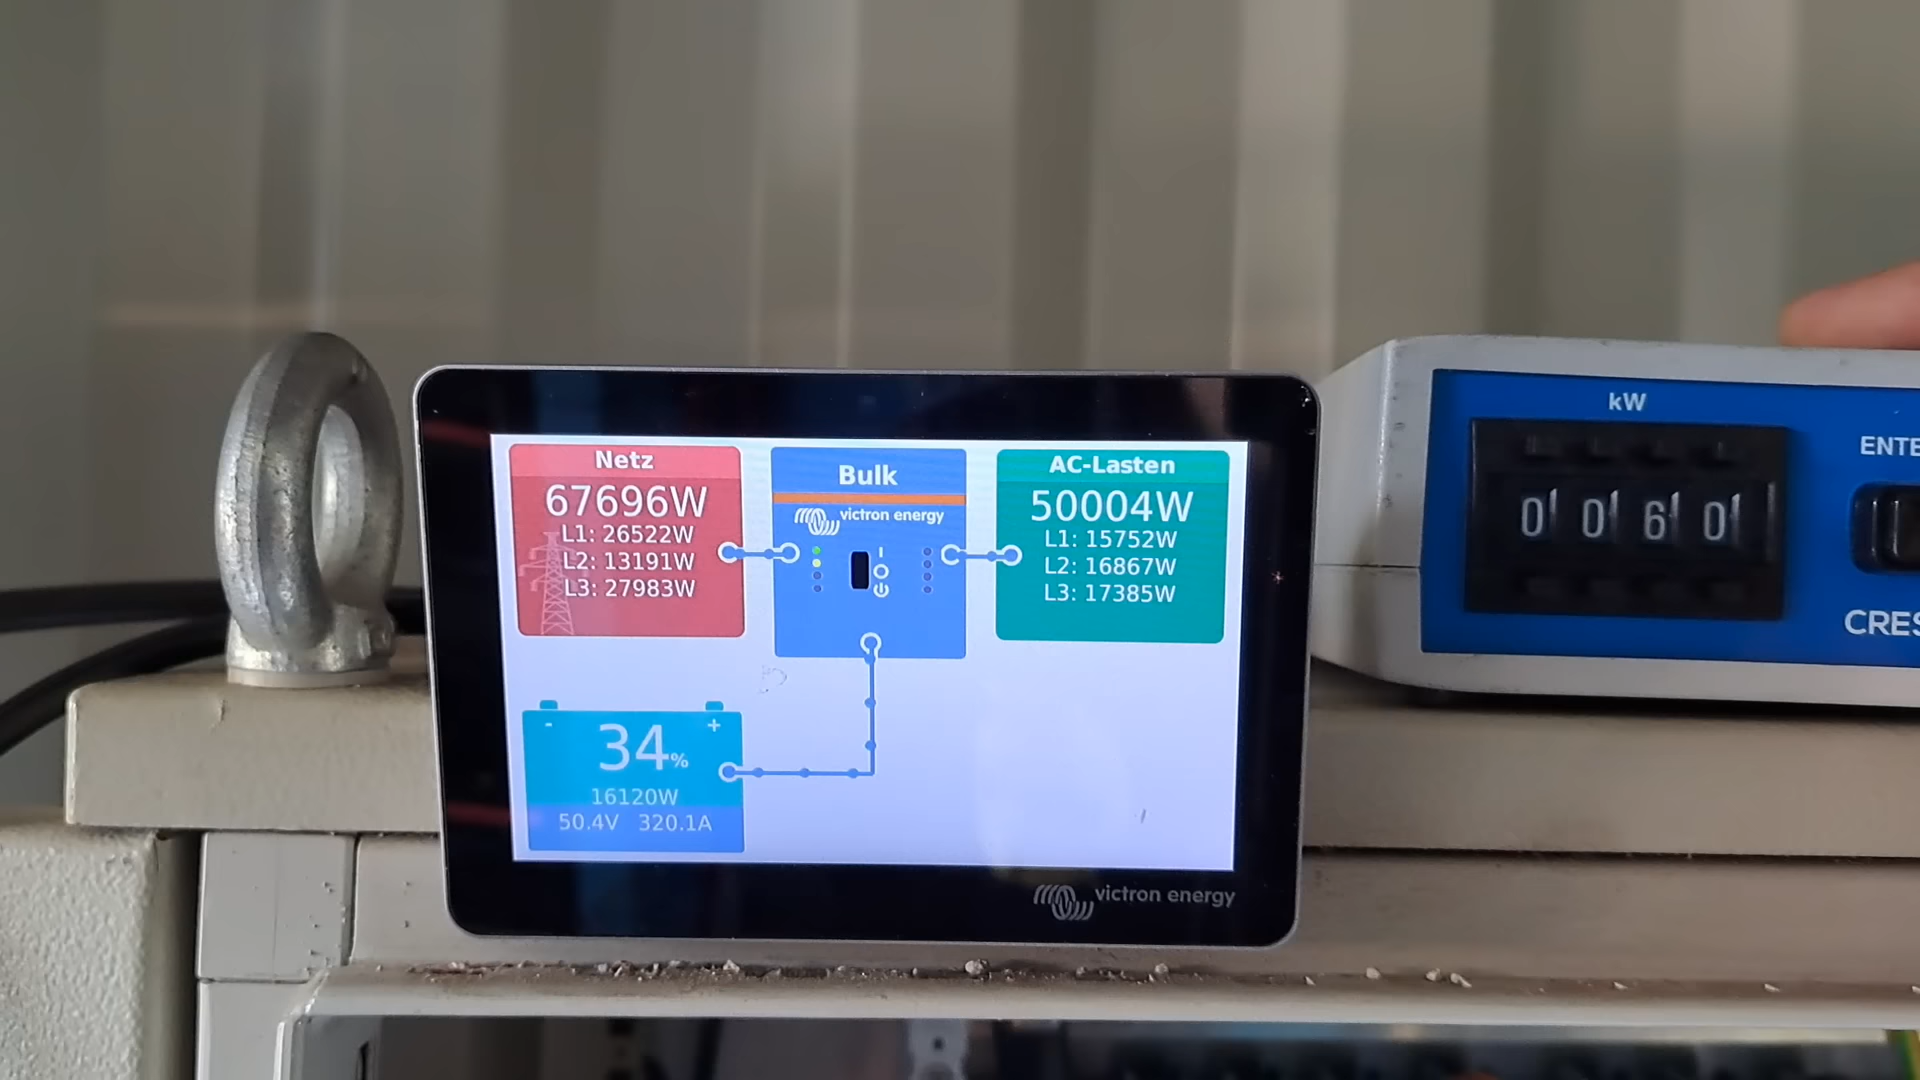 Netz
67696W
L1: 26522W
L2: 13191W
L3: 27983W
Bulk
victron energy
AC-Lasten
50004W
L1: 15752W
L2: 16867W
L3: 17385W
- +
34%
16120W
50.4V 320.1A
victron energy
kW
0 0 6 0
ENTE
CRES